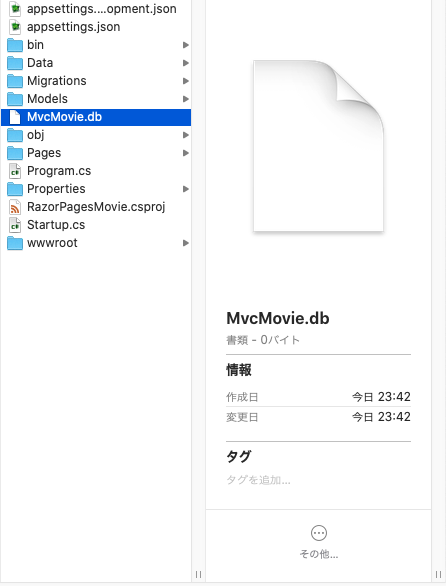 appsettings....opment.json
appsettings.json
bin
Data
Migrations
Models
MvcMovie.db
obj
Pages
Program.cs
Properties
RazorPagesMovie.csproj
Startup.cs
wwwroot
MvcMovie.db
書類 - 0バイト
情報
作成日 今日 23:42
変更日 今日 23:42
タグ
タグを追加...
その他...